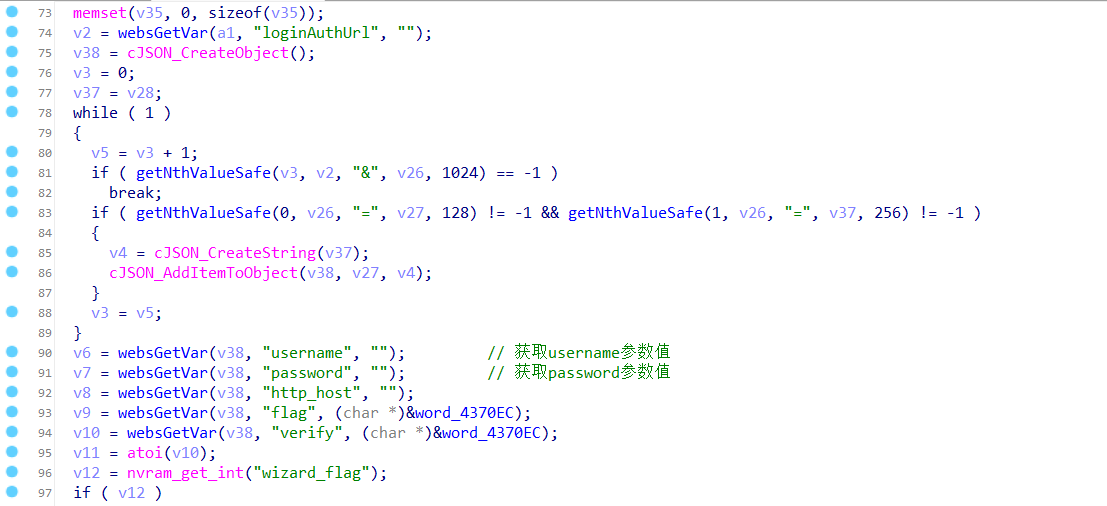 73 memset(v35, 0, sizeof(v35));
74 v2 = websGetVar(a1, "loginAuthUrl", "");
75 v38 = cJSON_CreateObject();
76 v3 = 0;
77 v37 = v28;
78 while ( 1 )
79 {
80 v5 = v3 + 1;
81 if ( getNthValueSafe(v3, v2, "&", v26, 1024) == -1 )
82 break;
83 if ( getNthValueSafe(0, v26, "=", v27, 128) != -1 && getNthValueSafe(1, v26, "=", v37, 256) != -1 )
84 {
85 v4 = cJSON_CreateString(v37);
86 cJSON_AddItemToObject(v38, v27, v4);
87 }
88 v3 = v5;
89 }
90 v6 = websGetVar(v38, "username", ""); // 获取username参数值
91 v7 = websGetVar(v38, "password", ""); // 获取password参数值
92 v8 = websGetVar(v38, "http_host", "");
93 v9 = websGetVar(v38, "flag", (char *)&word_4370EC);
94 v10 = websGetVar(v38, "verify", (char *)&word_4370EC);
95 v11 = atoi(v10);
96 v12 = nvram_get_int("wizard_flag");
97 if ( v12 )